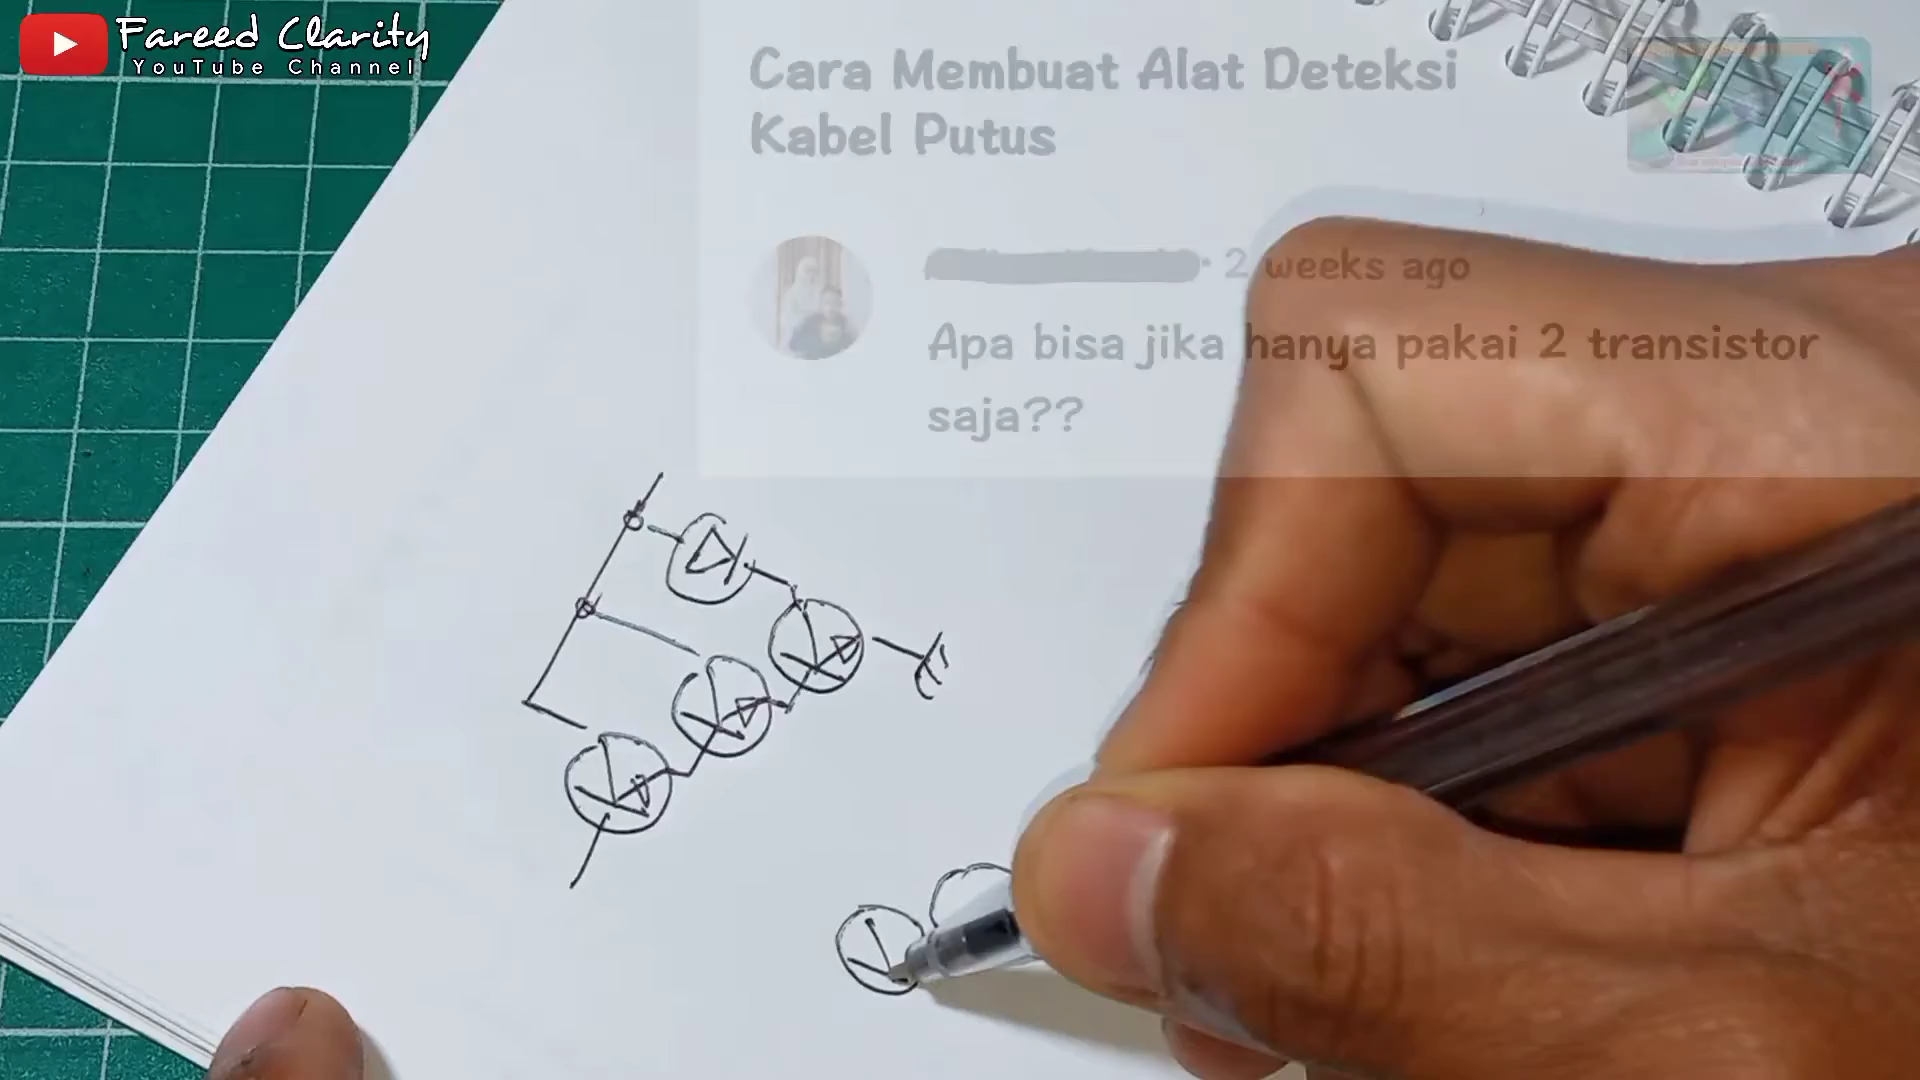 Fareed Clarity
YouTube Channel
Cara Membuat Alat Deteksi
Kabel Putus
• 2 weeks ago
Apa bisa jika hanya pakai 2 transistor
saja??